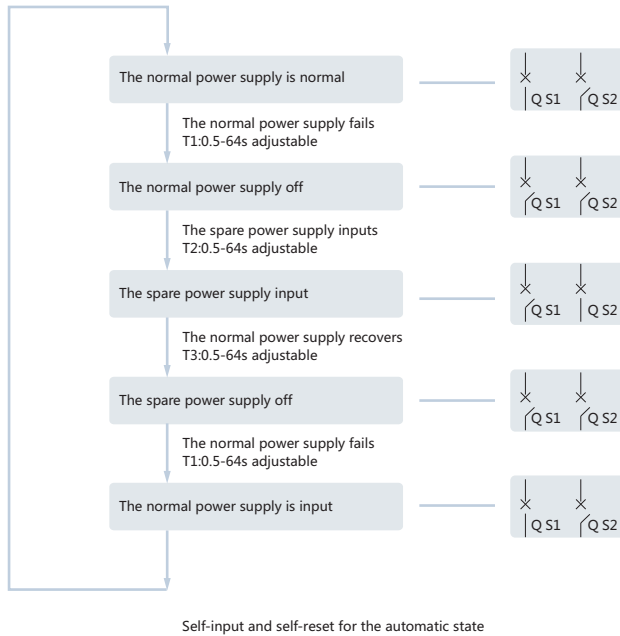 The normal power supply is normal
Q S1 Q S2
The normal power supply fails
T1:0.5-64s adjustable
The normal power supply off
Q S1 Q S2
The spare power supply inputs
T2:0.5-64s adjustable
The spare power supply input
Q S1 Q S2
The normal power supply recovers
T3:0.5-64s adjustable
The spare power supply off
Q S1 Q S2
The normal power supply fails
T1:0.5-64s adjustable
The normal power supply is input
Q S1 Q S2
Self-input and self-reset for the automatic state